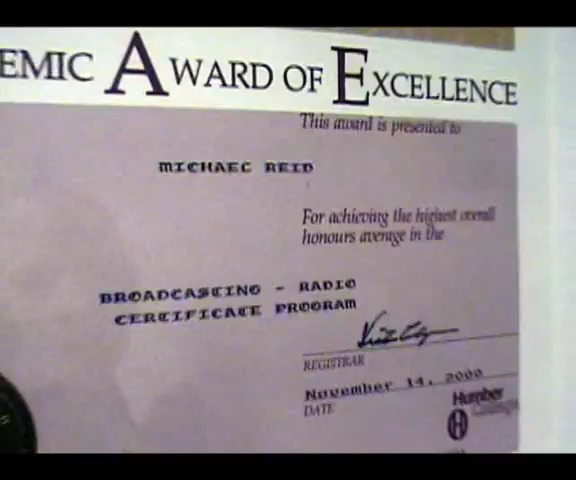 EMIC AWARD OF EXCELLENCE
This award is presented to
MICHAEL REID
For achieving the highest overall
honours average in the
BROADCASTING - RADIO
CERTIFICATE PROGRAM
REGISTRAR
November 14, 2000
DATE
Humber